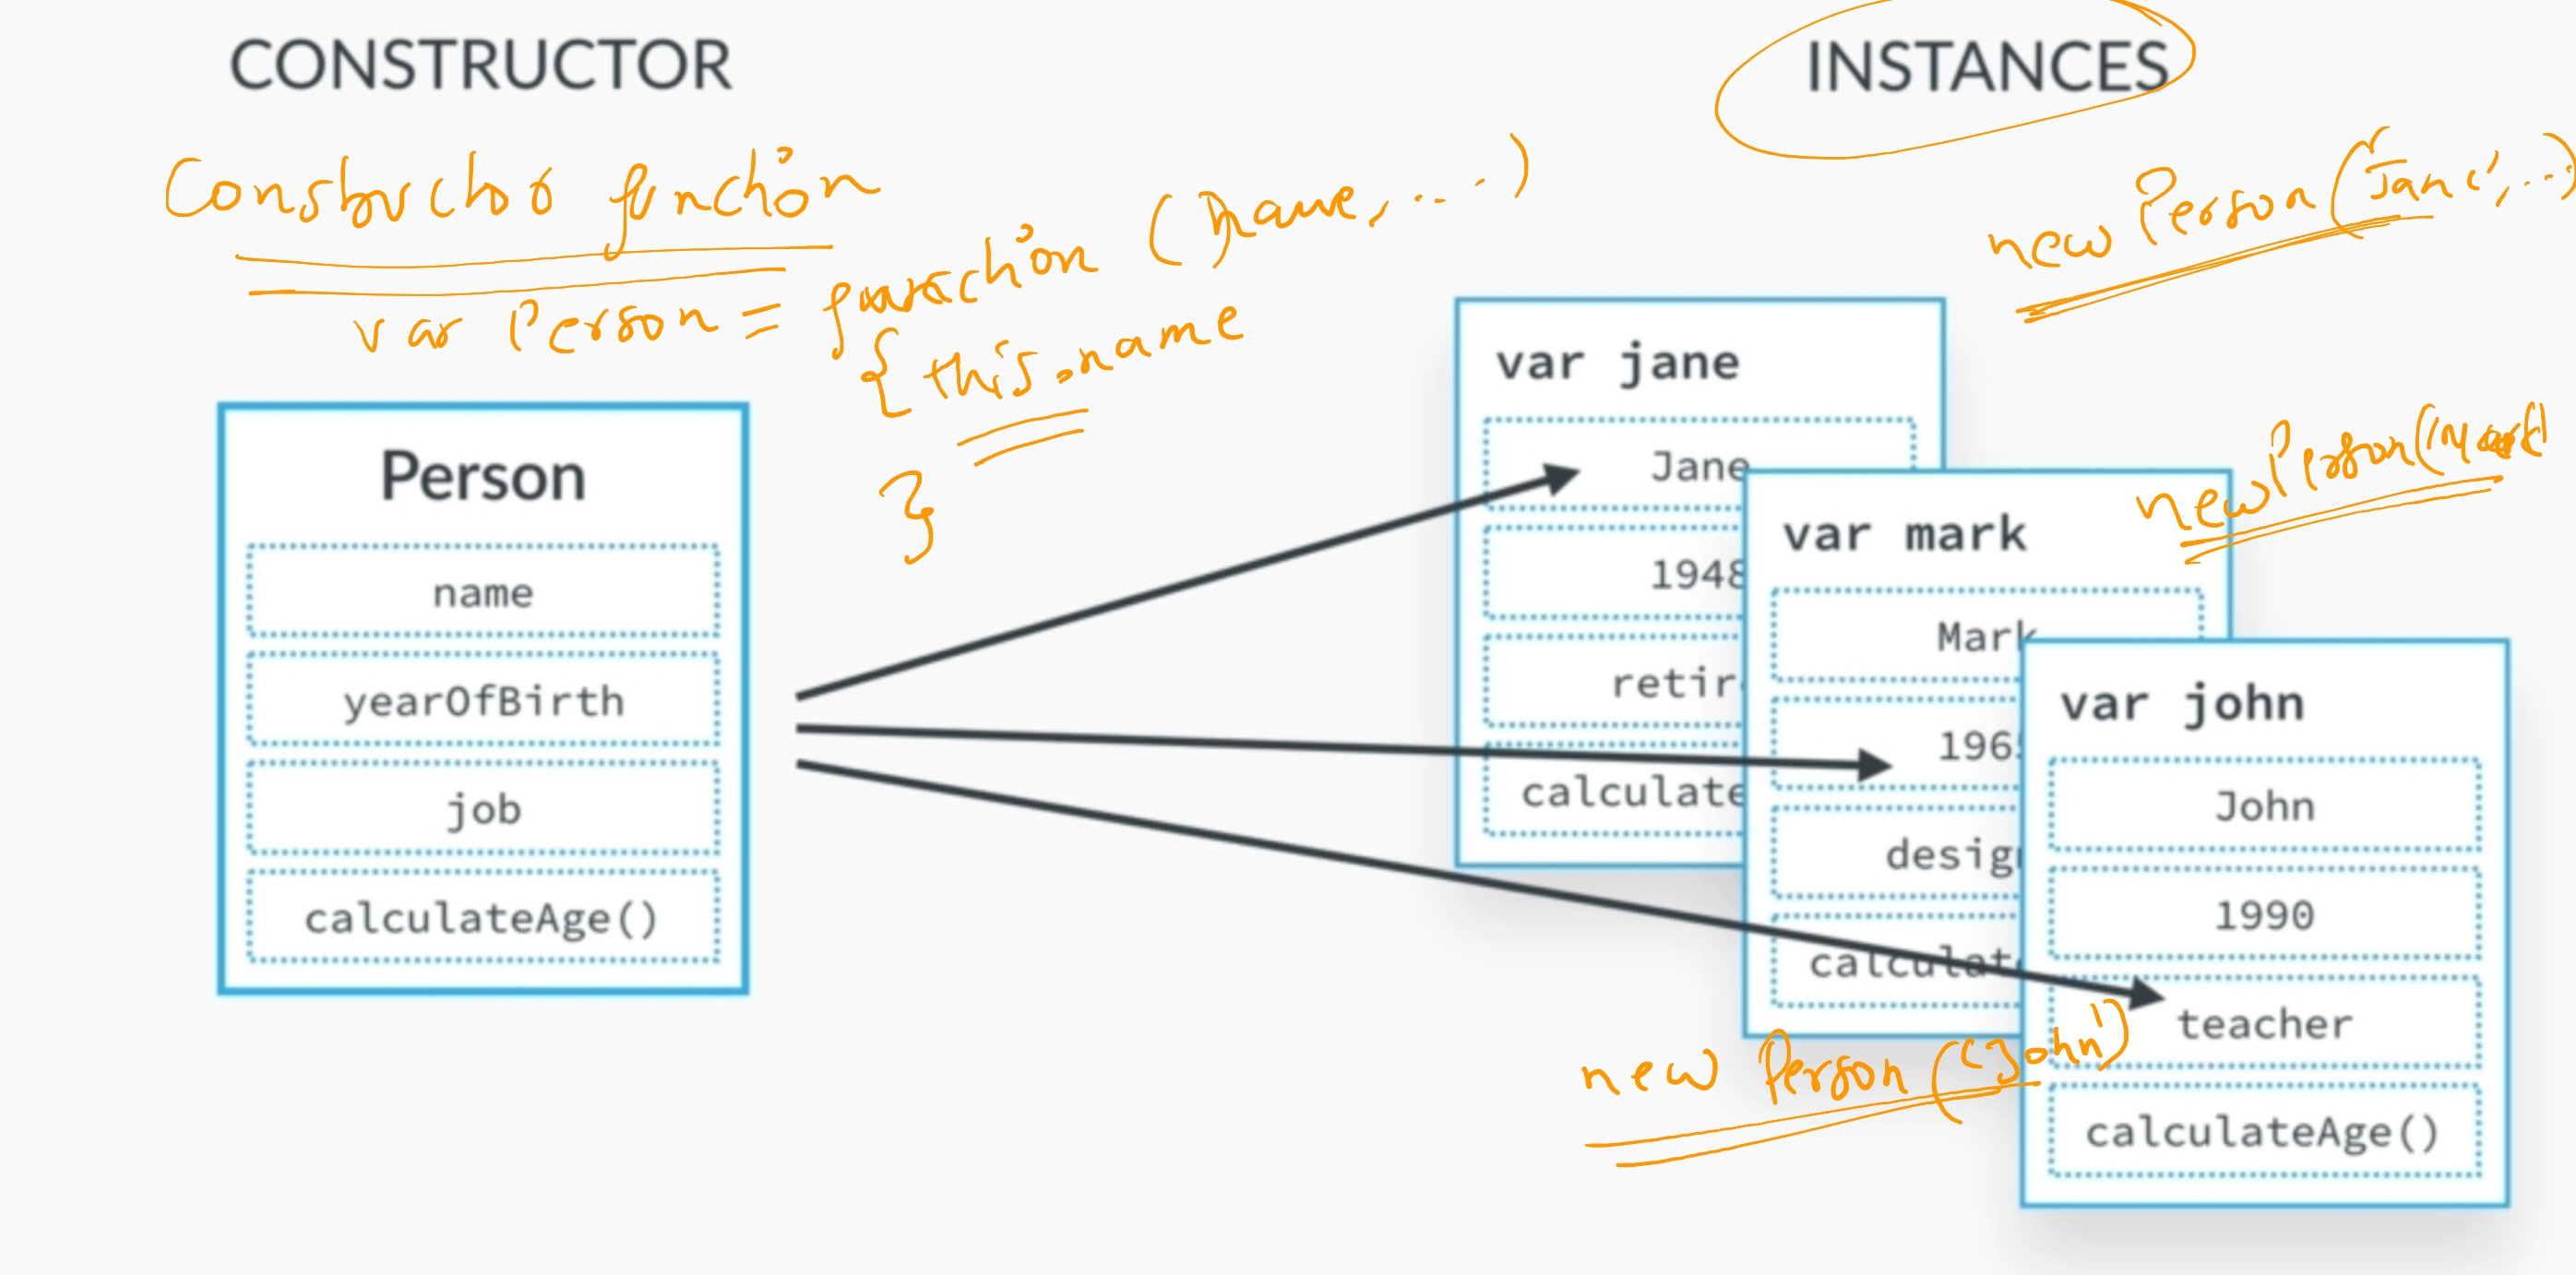 CONSTRUCTOR
INSTANCES
Constructor function
var Person = function (name, ...)
{ this.name
}
Person
name
yearOfBirth
job
calculateAge()
new Person('Jane', ...)
var jane
Jane
1948
retir
calculate
new Person(Mark)
var mark
Mark
196
desig
calculat
new Person('John')
var john
John
1990
teacher
calculateAge()